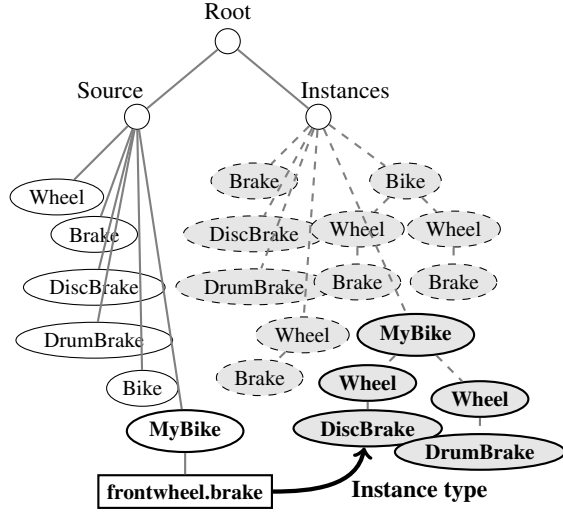 Root
Source Instances
Brake Bike
Wheel
Brake DiscBrake Wheel Wheel
DiscBrake DrumBrake Brake Brake
DrumBrake Wheel MyBike
Bike Brake Wheel
Wheel
MyBike DiscBrake
DrumBrake
frontwheel.brake Instance type